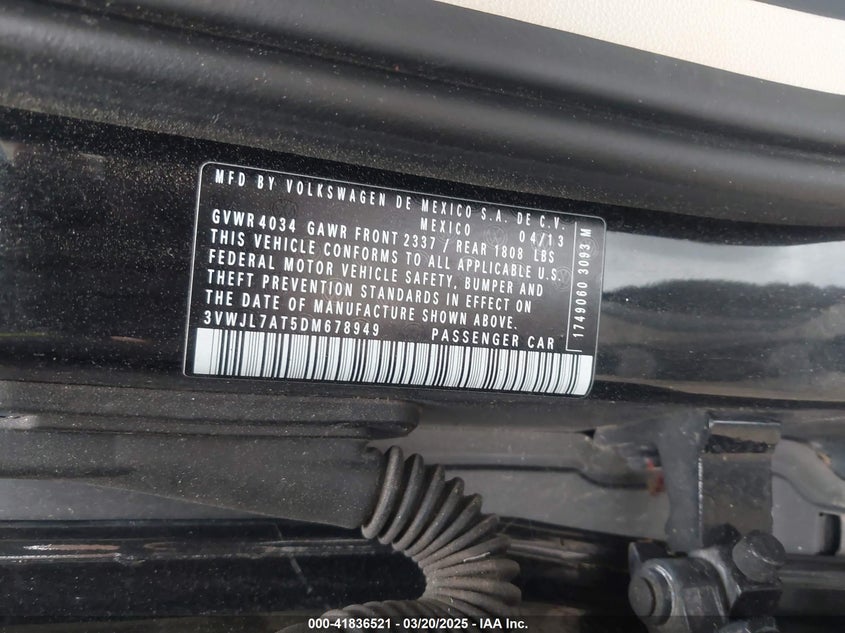 MFD BY VOLKSWAGEN DE MEXICO S.A. DE C.V.
MEXICO 04/13
GVWR 4034 GAWR FRONT 2337 / REAR 1808 LBS
THIS VEHICLE CONFORMS TO ALL APPLICABLE U.S.
FEDERAL MOTOR VEHICLE SAFETY, BUMPER AND
THEFT PREVENTION STANDARDS IN EFFECT ON
THE DATE OF MANUFACTURE SHOWN ABOVE.
3VWJL7AT5DM678949 PASSENGER CAR
1749060 3093 M
000-41836521 - 03/20/2025 - IAA Inc.